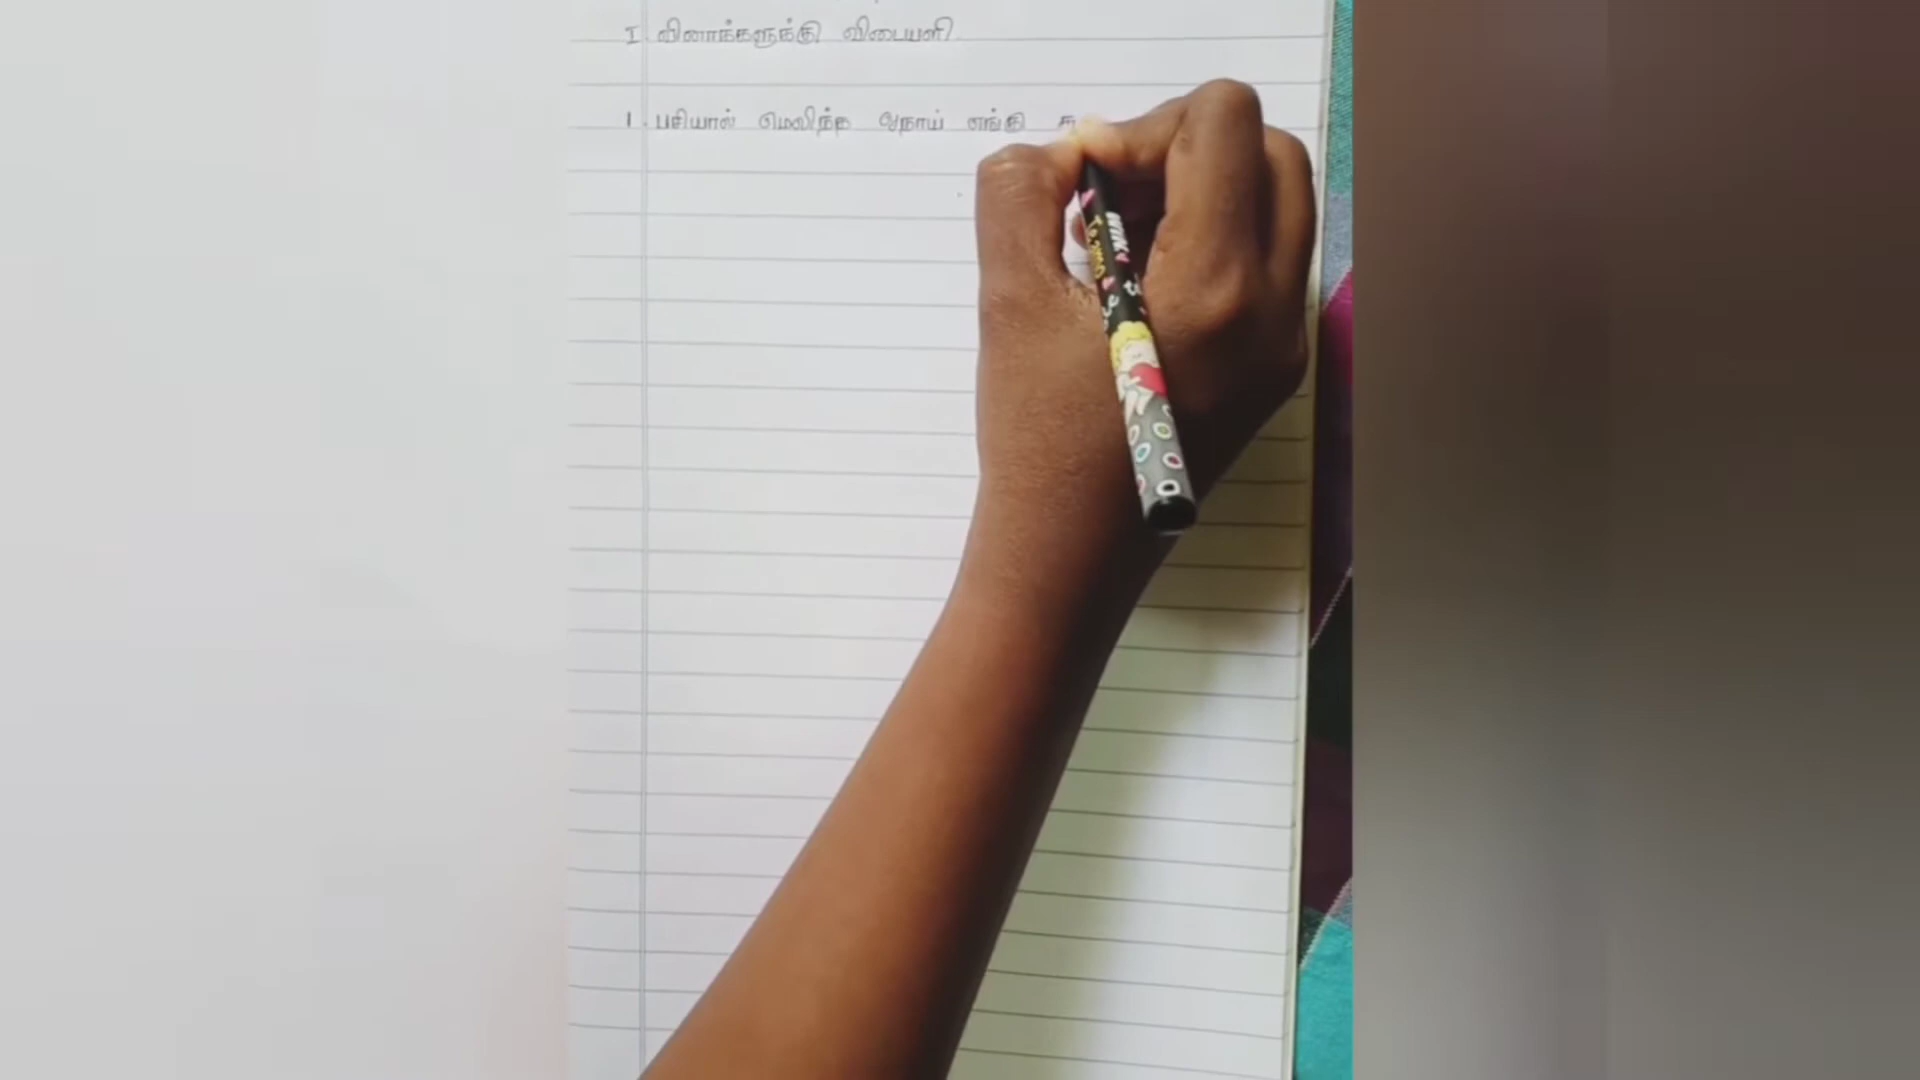 I. வினாக்களுக்கு விடையளி.
1. பசியால் மெலிந்த நோய் எங்கு